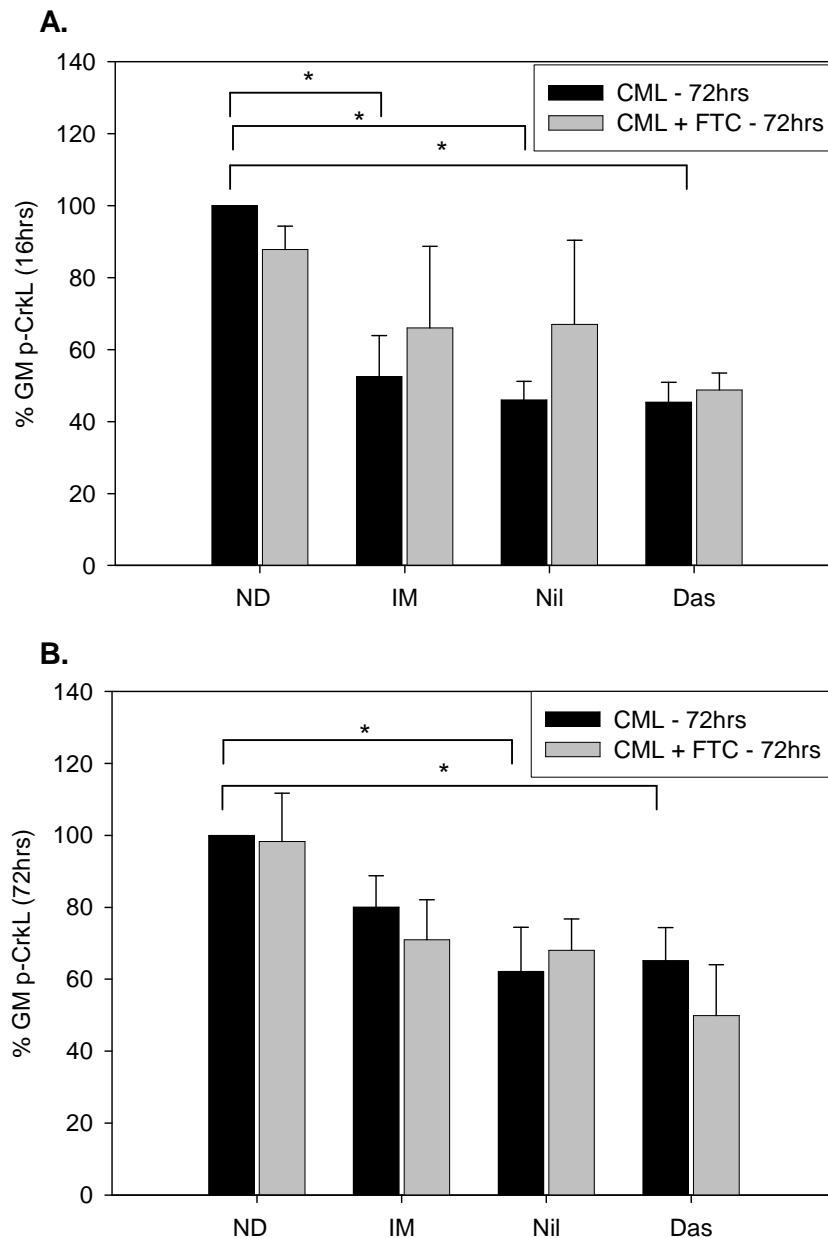 A.
140
120
100
80
60
40
20
0
% GM p-CrkL (16hrs)
CML - 72hrs
CML + FTC - 72hrs
*
*
*
ND IM Nil Das
B.
140
120
100
80
60
40
20
0
% GM p-CrkL (72hrs)
CML - 72hrs
CML + FTC - 72hrs
*
*
ND IM Nil Das